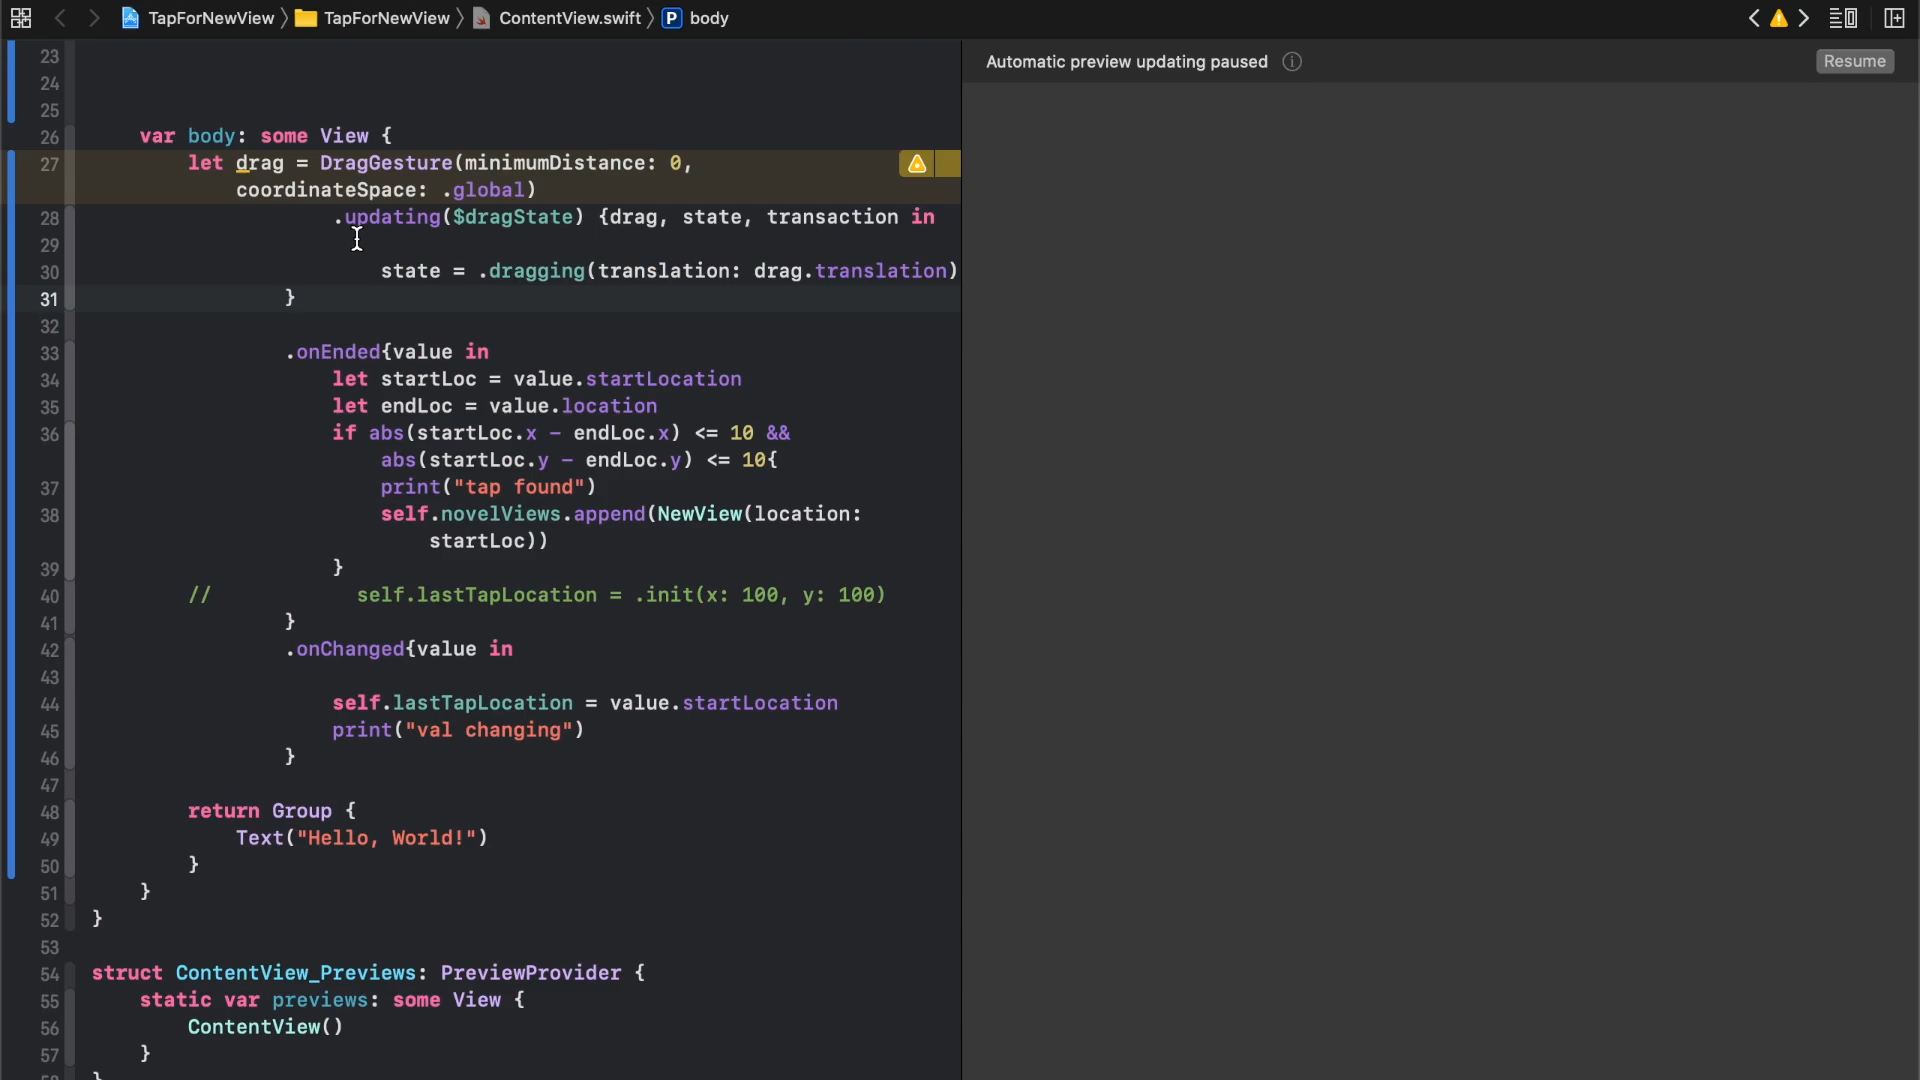 TapForNewView 〉 TapForNewView 〉 ContentView.swift 〉 P body
Automatic preview updating paused
Resume
23
24
25
26 var body: some View {
27 let drag = DragGesture(minimumDistance: 0,
coordinateSpace: .global)
28 .updating($dragState) {drag, state, transaction in
29
30 state = .dragging(translation: drag.translation)
31 }
32
33 .onEnded{value in
34 let startLoc = value.startLocation
35 let endLoc = value.location
36 if abs(startLoc.x - endLoc.x) <= 10 &&
abs(startLoc.y - endLoc.y) <= 10{
37 print("tap found")
38 self.novelViews.append(NewView(location:
startLoc))
39 }
40 // self.lastTapLocation = .init(x: 100, y: 100)
41 }
42 .onChanged{value in
43
44 self.lastTapLocation = value.startLocation
45 print("val changing")
46 }
47
48 return Group {
49 Text("Hello, World!")
50 }
51 }
52 }
53
54 struct ContentView_Previews: PreviewProvider {
55 static var previews: some View {
56 ContentView()
57 }